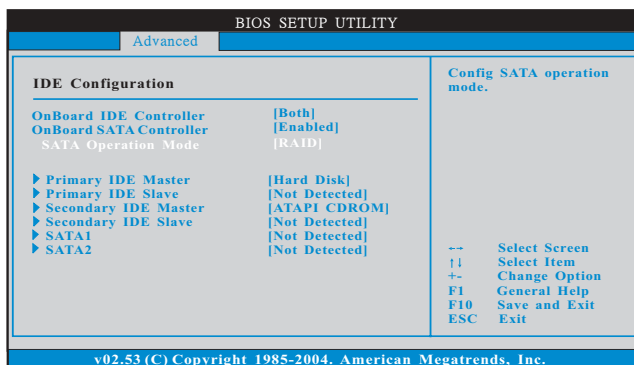 BIOS SETUP UTILITY
Advanced
IDE Configuration
OnBoard IDE Controller [Both]
OnBoard SATA Controller [Enabled]
SATA Operation Mode [RAID]
Primary IDE Master [Hard Disk]
Primary IDE Slave [Not Detected]
Secondary IDE Master [ATAPI CDROM]
Secondary IDE Slave [Not Detected]
SATA1 [Not Detected]
SATA2 [Not Detected]
Config SATA operation
mode.
←→ Select Screen
↑↓ Select Item
+- Change Option
F1 General Help
F10 Save and Exit
ESC Exit
v02.53 (C) Copyright 1985-2004. American Megatrends, Inc.